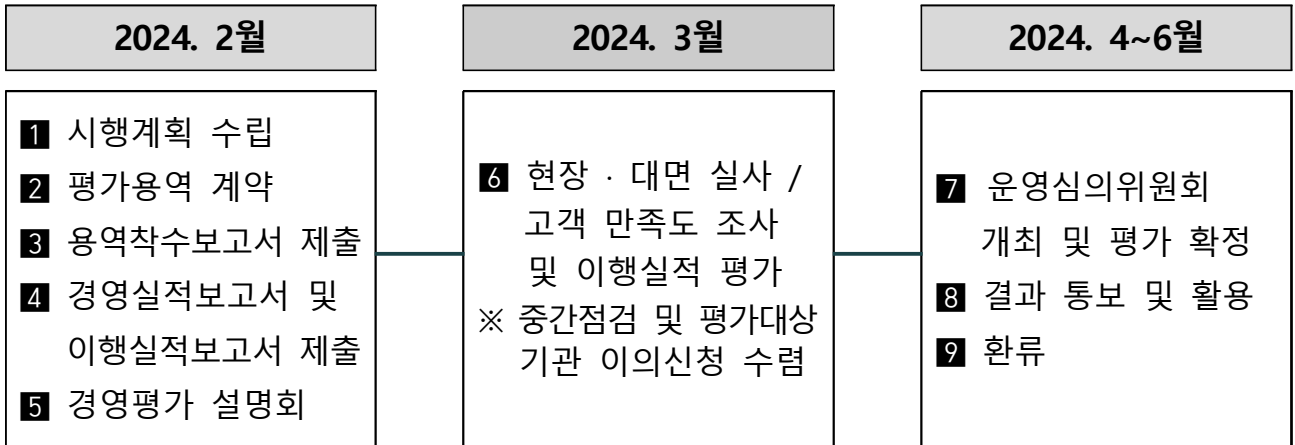 2024. 2월
1 시행계획 수립
2 평가용역 계약
3 용역착수보고서 제출
4 경영실적보고서 및
이행실적보고서 제출
5 경영평가 설명회
2024. 3월
6 현장 · 대면 실사 /
고객 만족도 조사
및 이행실적 평가
※ 중간점검 및 평가대상
기관 이의신청 수렴
2024. 4~6월
7 운영심의위원회
개최 및 평가 확정
8 결과 통보 및 활용
9 환류